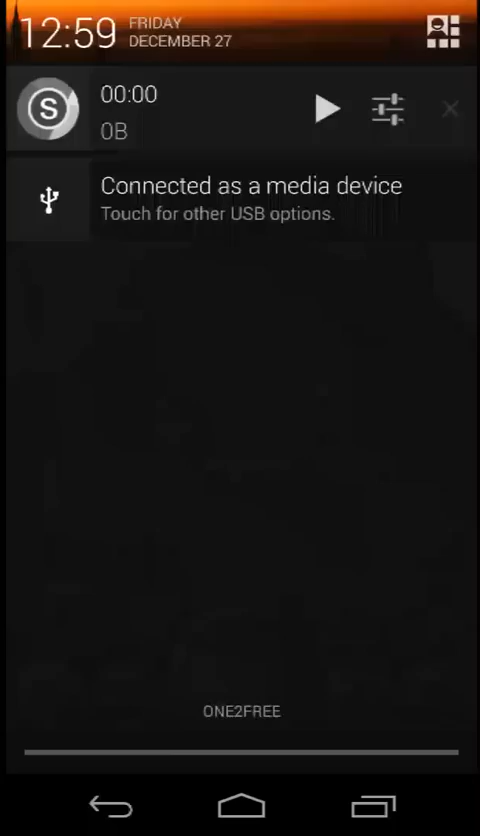 12:59
FRIDAY
DECEMBER 27
S
00:00
0B
Connected as a media device
Touch for other USB options.
ONE2FREE